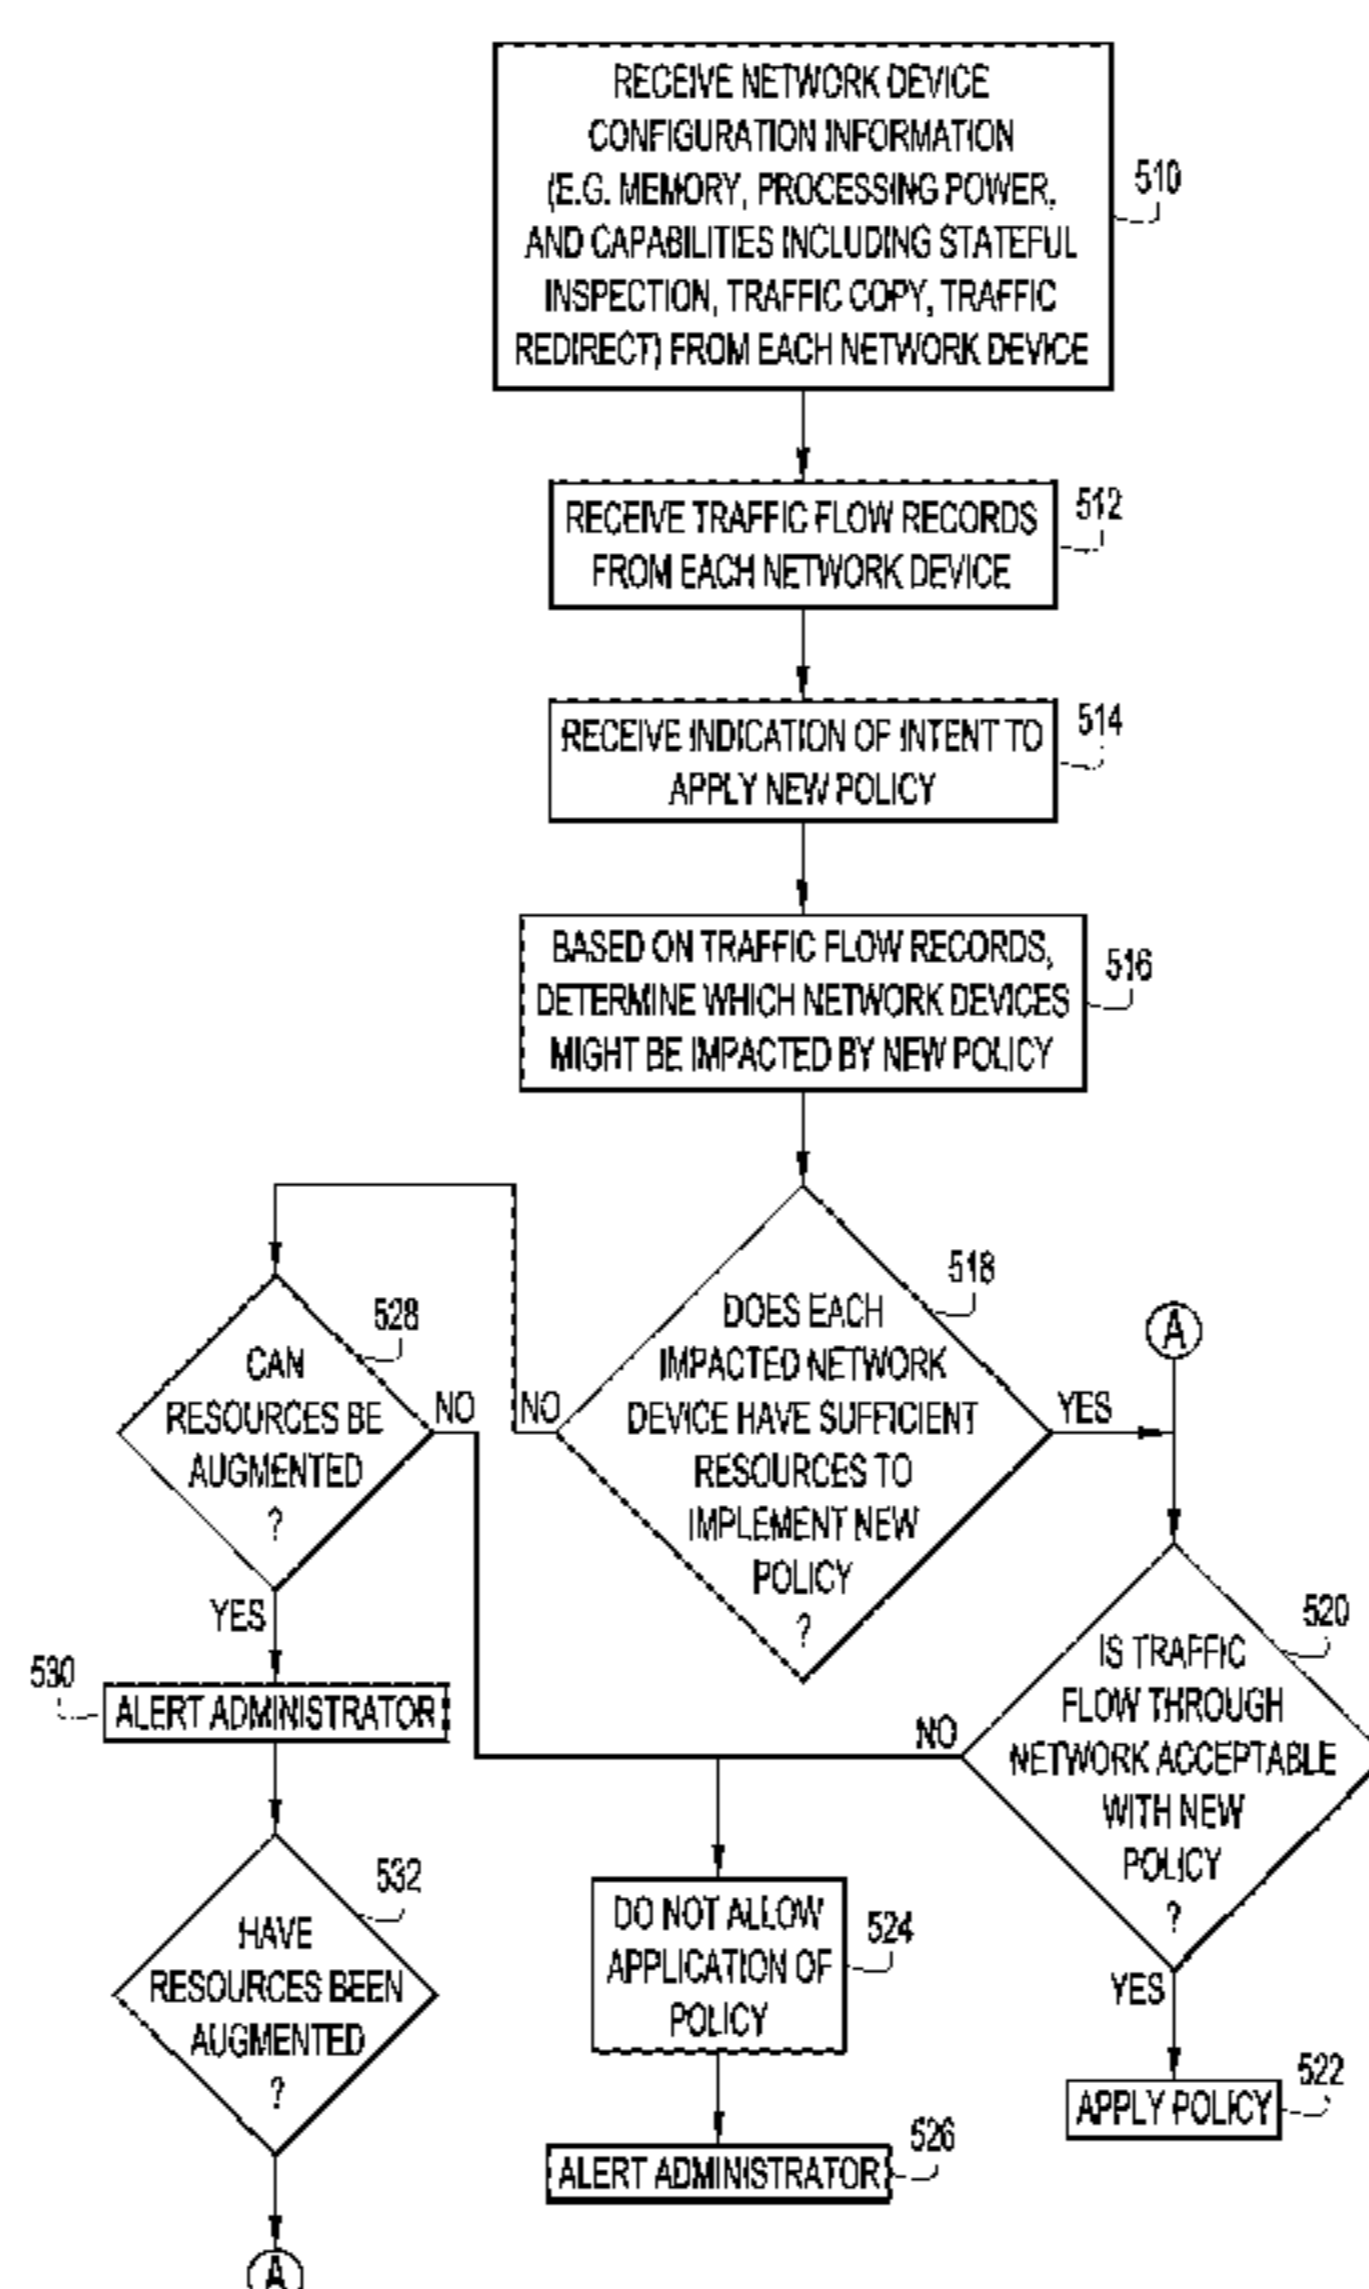 RECEIVE NETWORK DEVICE
CONFIGURATION INFORMATION
(E.G. MEMORY, PROCESSING POWER,
AND CAPABILITIES INCLUDING STATEFUL
INSPECTION, TRAFFIC COPY, TRAFFIC
REDIRECT) FROM EACH NETWORK DEVICE
510
RECEIVE TRAFFIC FLOW RECORDS
FROM EACH NETWORK DEVICE
512
RECEIVE INDICATION OF INTENT TO
APPLY NEW POLICY
514
BASED ON TRAFFIC FLOW RECORDS,
DETERMINE WHICH NETWORK DEVICES
MIGHT BE IMPACTED BY NEW POLICY
516
DOES EACH
IMPACTED NETWORK
DEVICE HAVE SUFFICIENT
RESOURCES TO
IMPLEMENT NEW
POLICY
?
518
NO
YES
A
CAN
RESOURCES BE
AUGMENTED
?
528
NO
YES
530
ALERT ADMINISTRATOR
HAVE
RESOURCES BEEN
AUGMENTED
?
532
A
IS TRAFFIC
FLOW THROUGH
NETWORK ACCEPTABLE
WITH NEW
POLICY
?
520
NO
YES
DO NOT ALLOW
APPLICATION OF
POLICY
524
ALERT ADMINISTRATOR
526
APPLY POLICY
522